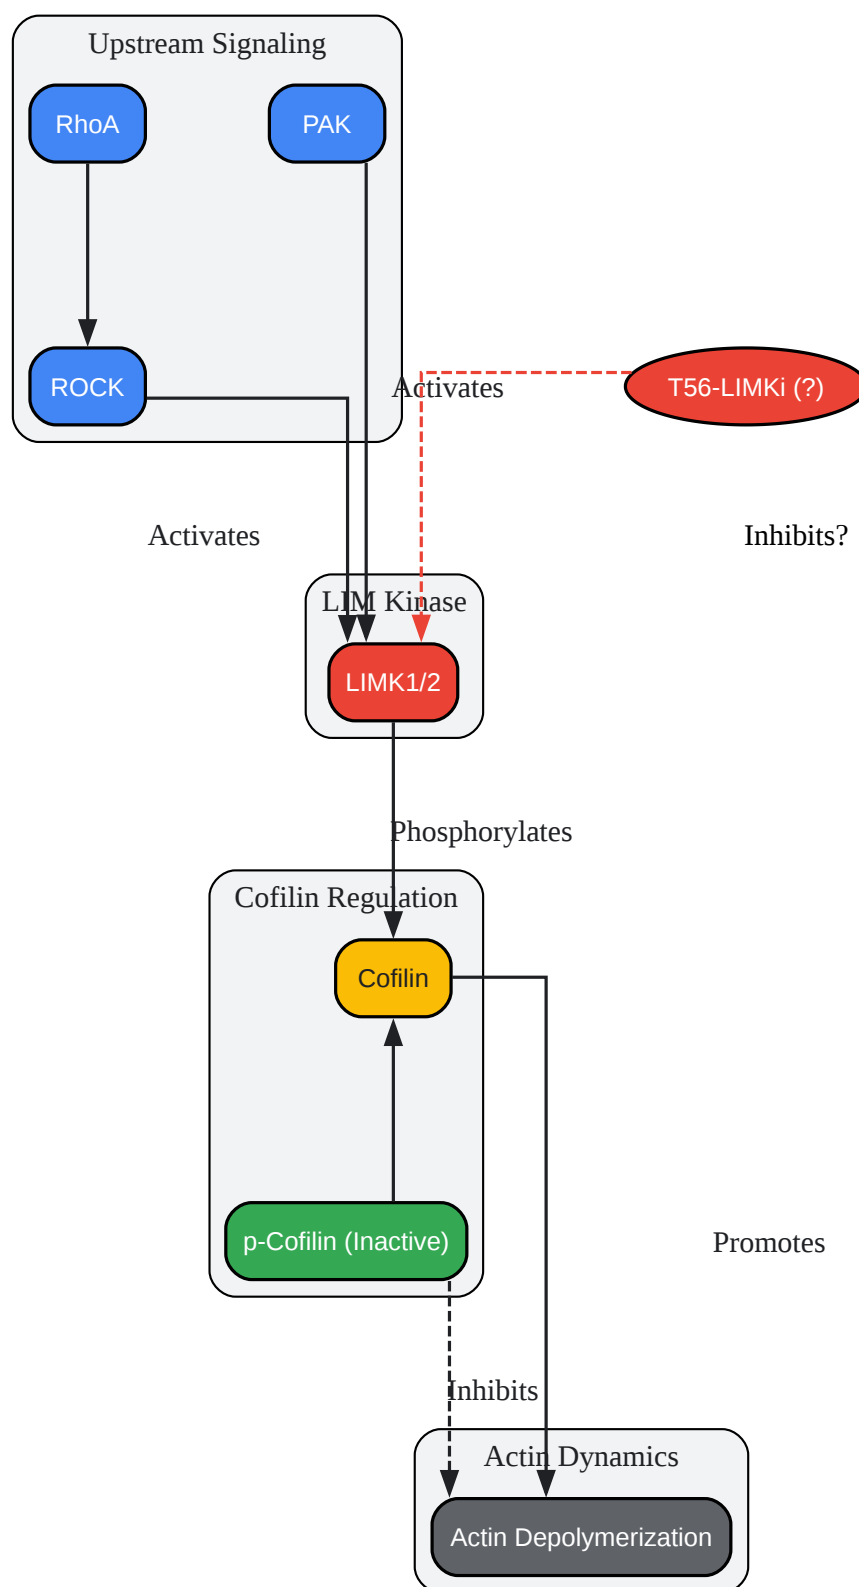 Upstream Signaling
RhoA
PAK
ROCK
Activates
T56-LIMKi (?)
Activates
Inhibits?
LIM Kinase
LIMK1/2
Phosphorylates
Cofilin Regulation
Cofilin
p-Cofilin (Inactive)
Promotes
Inhibits
Actin Dynamics
Actin Depolymerization